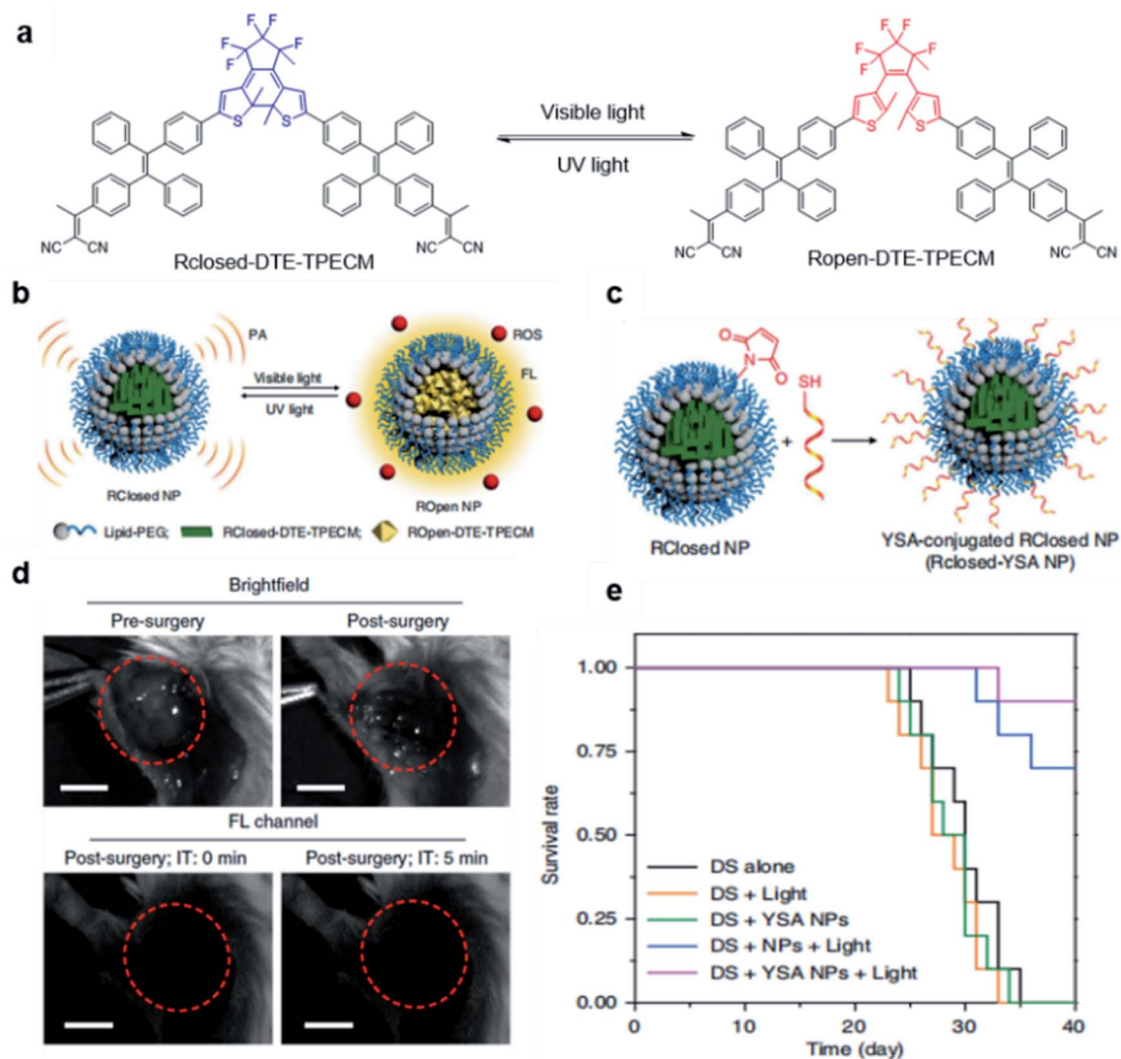 a
F F
F F
F
S S
NC CN
NC CN
Rclosed-DTE-TPECM
Visible light
UV light
F F
F F
F
S S
NC CN
NC CN
Ropen-DTE-TPECM
b
PA
Visible light
UV light
ROS
FL
RClosed NP
ROpen NP
Lipid-PEG; RClosed-DTE-TPECM; ROpen-DTE-TPECM
c
O
N
O
SH
+
RClosed NP
YSA-conjugated RClosed NP
(Rclosed-YSA NP)
d
Brightfield
Pre-surgery Post-surgery
FL channel
Post-surgery; IT: 0 min Post-surgery; IT: 5 min
e
Survival rate
1.00
0.75
0.50
0.25
0.00
DS alone
DS + Light
DS + YSA NPs
DS + NPs + Light
DS + YSA NPs + Light
0 10 20 30 40
Time (day)